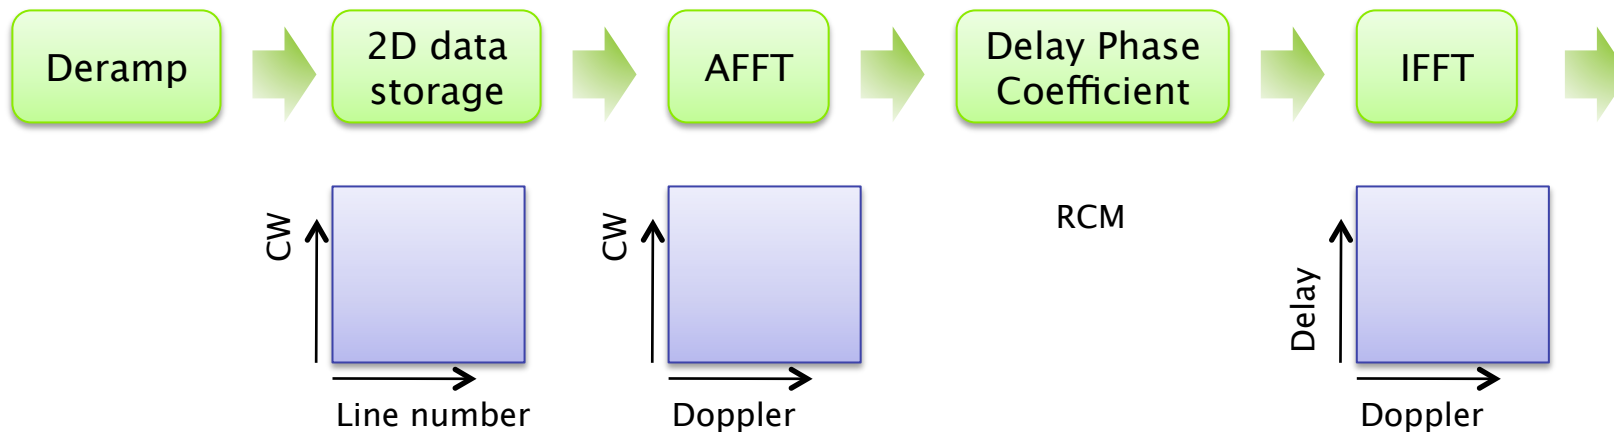 Deramp
2D data
storage
AFFT
Delay Phase
Coefficient
IFFT
CW
Line number
CW
Doppler
RCM
Delay
Doppler